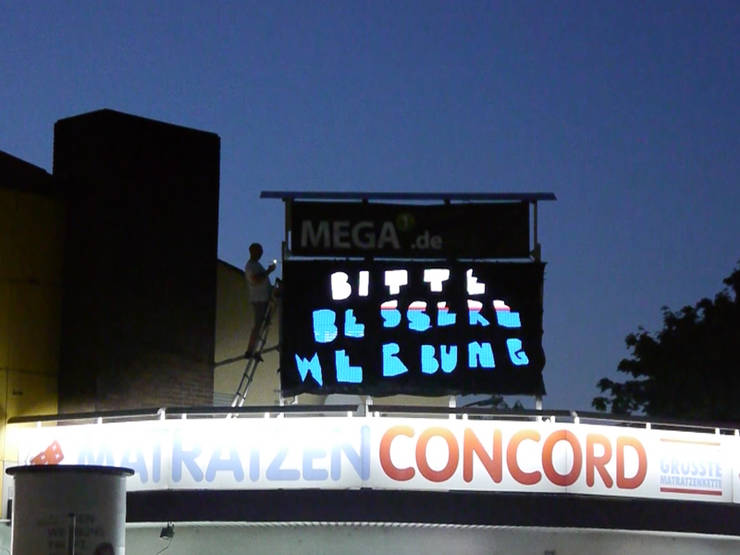 MEGA .de
BITTE
BESSERE
WERBUNG
MATRATZEN CONCORD
GRÖSSTE
MATRATZENKETTE